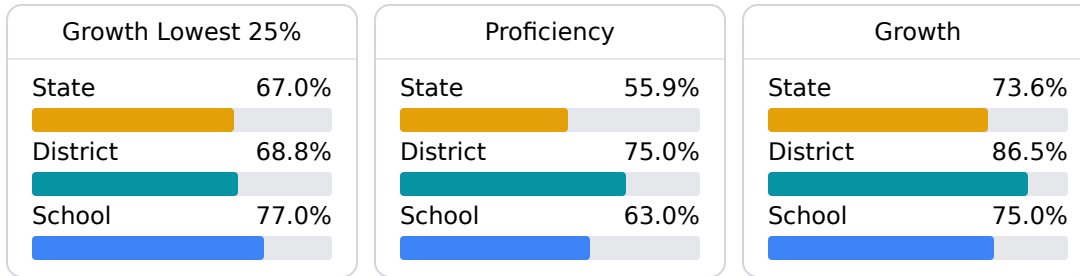 Growth Lowest 25%
State 67.0%
District 68.8%
School 77.0%
Proficiency
State 55.9%
District 75.0%
School 63.0%
Growth
State 73.6%
District 86.5%
School 75.0%